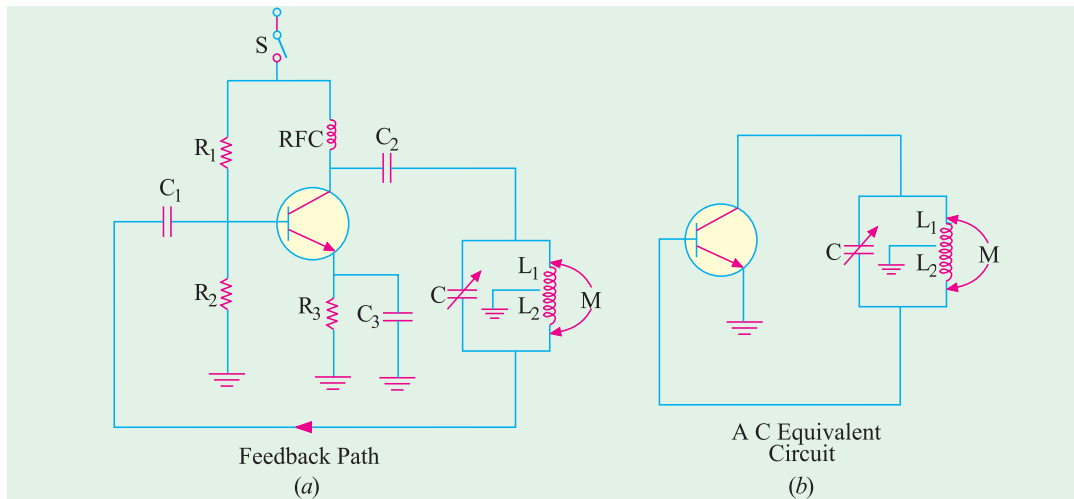 S
R1
RFC
C2
C1
R2
R3
C3
C
L1
L2
M
Feedback Path
(a)
C
L1
L2
M
A C Equivalent
Circuit
(b)